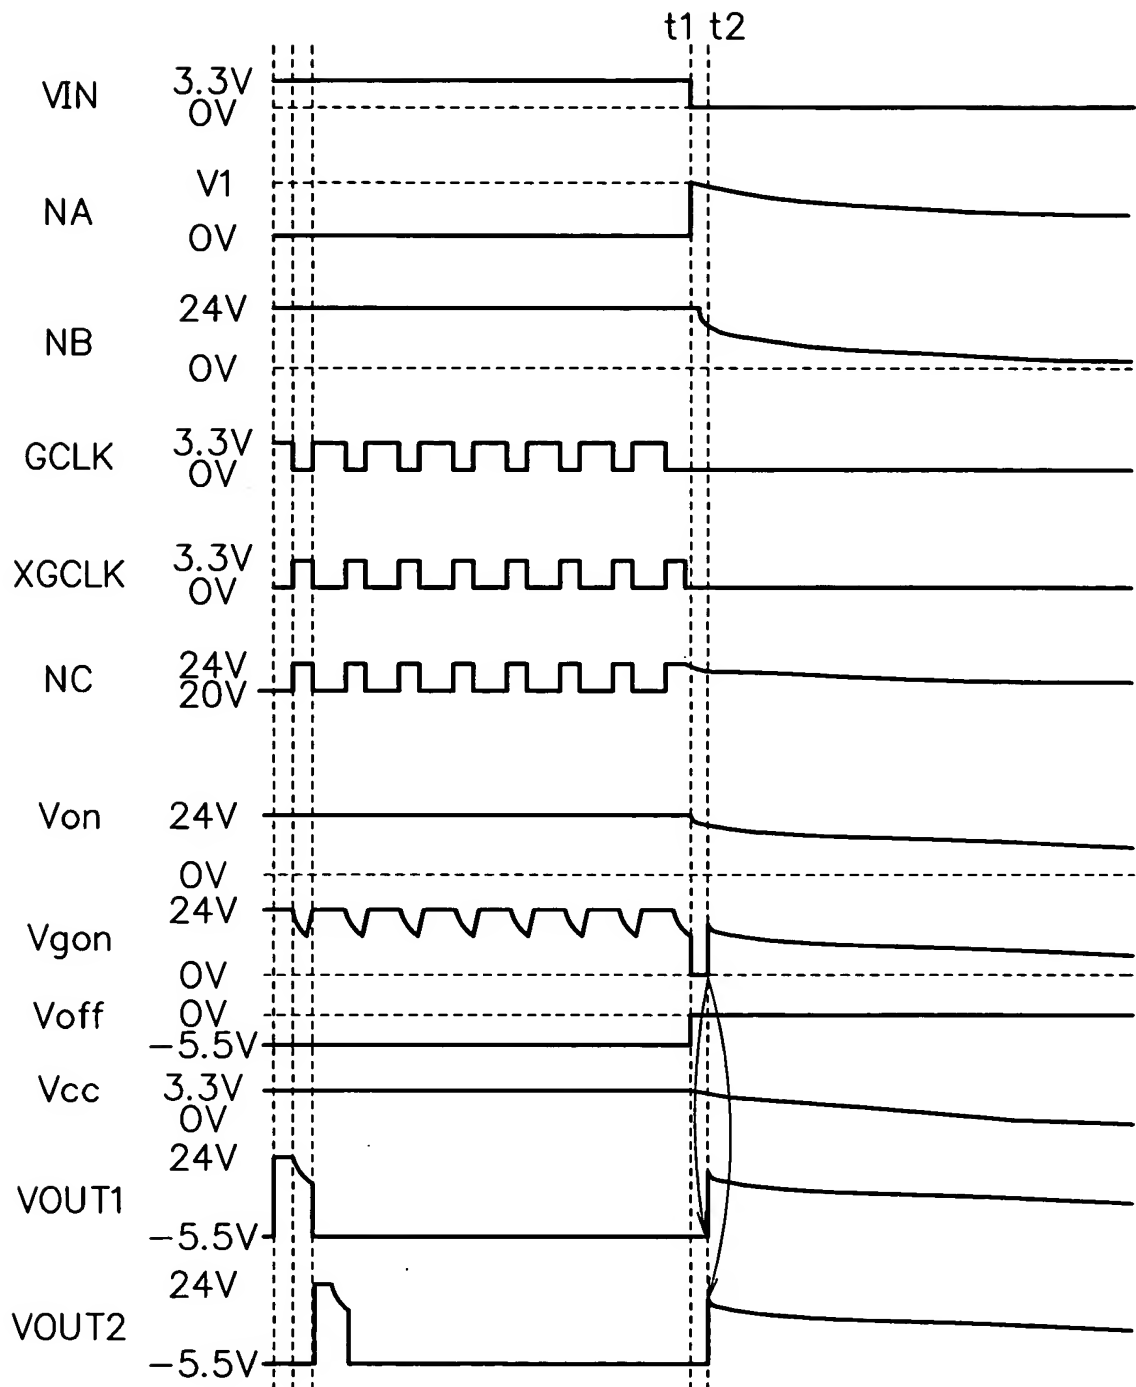 t1 t2
VIN 3.3V
0V
NA V1
0V
NB 24V
0V
GCLK 3.3V
0V
XGCLK 3.3V
0V
NC 24V
20V
Von 24V
0V
Vgon 24V
0V
Voff 0V
-5.5V
Vcc 3.3V
0V
VOUT1 24V
-5.5V
VOUT2 24V
-5.5V